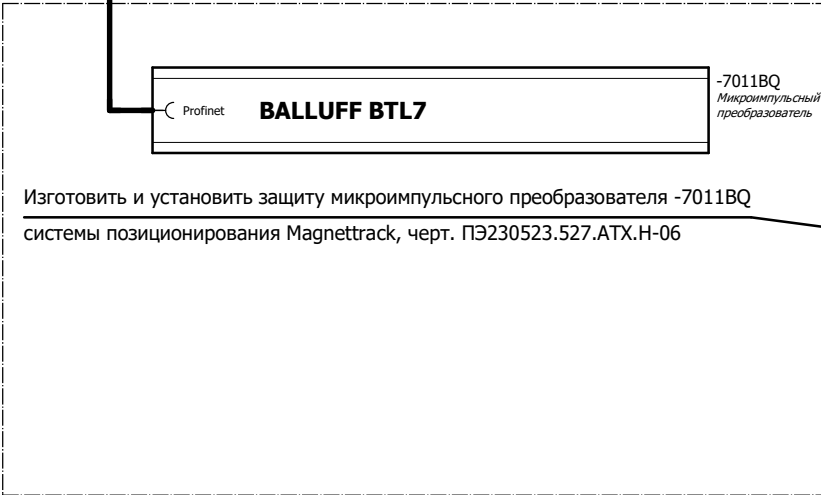 -7011BQ
Микроимпульсный
преобразователь
Profinet
BALLUFF BTL7
Изготовить и установить защиту микроимпульсного преобразователя -7011BQ
системы позиционирования Magnettrack, черт. ПЭ230523.527.АТХ.Н-06